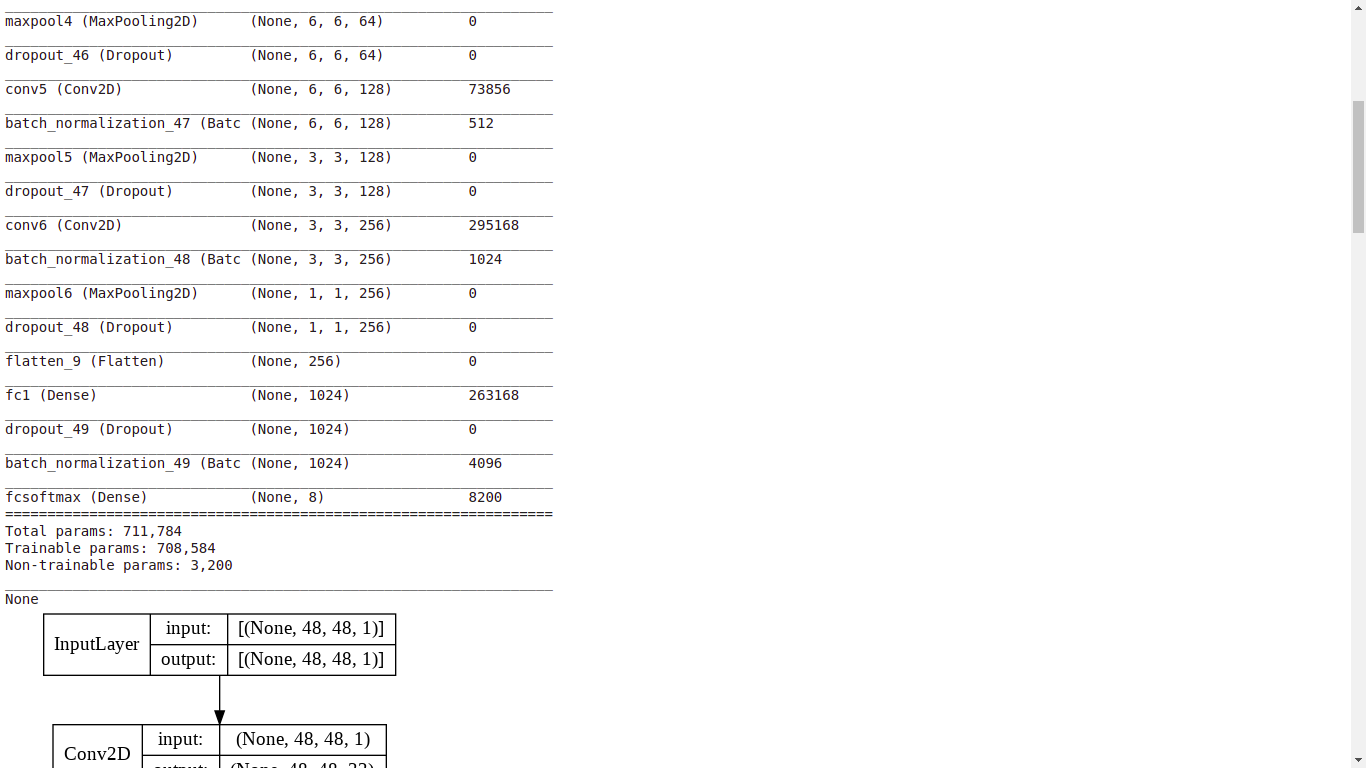 maxpool4 (MaxPooling2D) (None, 6, 6, 64) 0
dropout_46 (Dropout) (None, 6, 6, 64) 0
conv5 (Conv2D) (None, 6, 6, 128) 73856
batch_normalization_47 (Batc (None, 6, 6, 128) 512
maxpool5 (MaxPooling2D) (None, 3, 3, 128) 0
dropout_47 (Dropout) (None, 3, 3, 128) 0
conv6 (Conv2D) (None, 3, 3, 256) 295168
batch_normalization_48 (Batc (None, 3, 3, 256) 1024
maxpool6 (MaxPooling2D) (None, 1, 1, 256) 0
dropout_48 (Dropout) (None, 1, 1, 256) 0
flatten_9 (Flatten) (None, 256) 0
fc1 (Dense) (None, 1024) 263168
dropout_49 (Dropout) (None, 1024) 0
batch_normalization_49 (Batc (None, 1024) 4096
fcsoftmax (Dense) (None, 8) 8200
=================================================================
Total params: 711,784
Trainable params: 708,584
Non-trainable params: 3,200
None
InputLayer
input: [(None, 48, 48, 1)]
output: [(None, 48, 48, 1)]
Conv2D
input: (None, 48, 48, 1)
output: (None, 48, 48, 32)